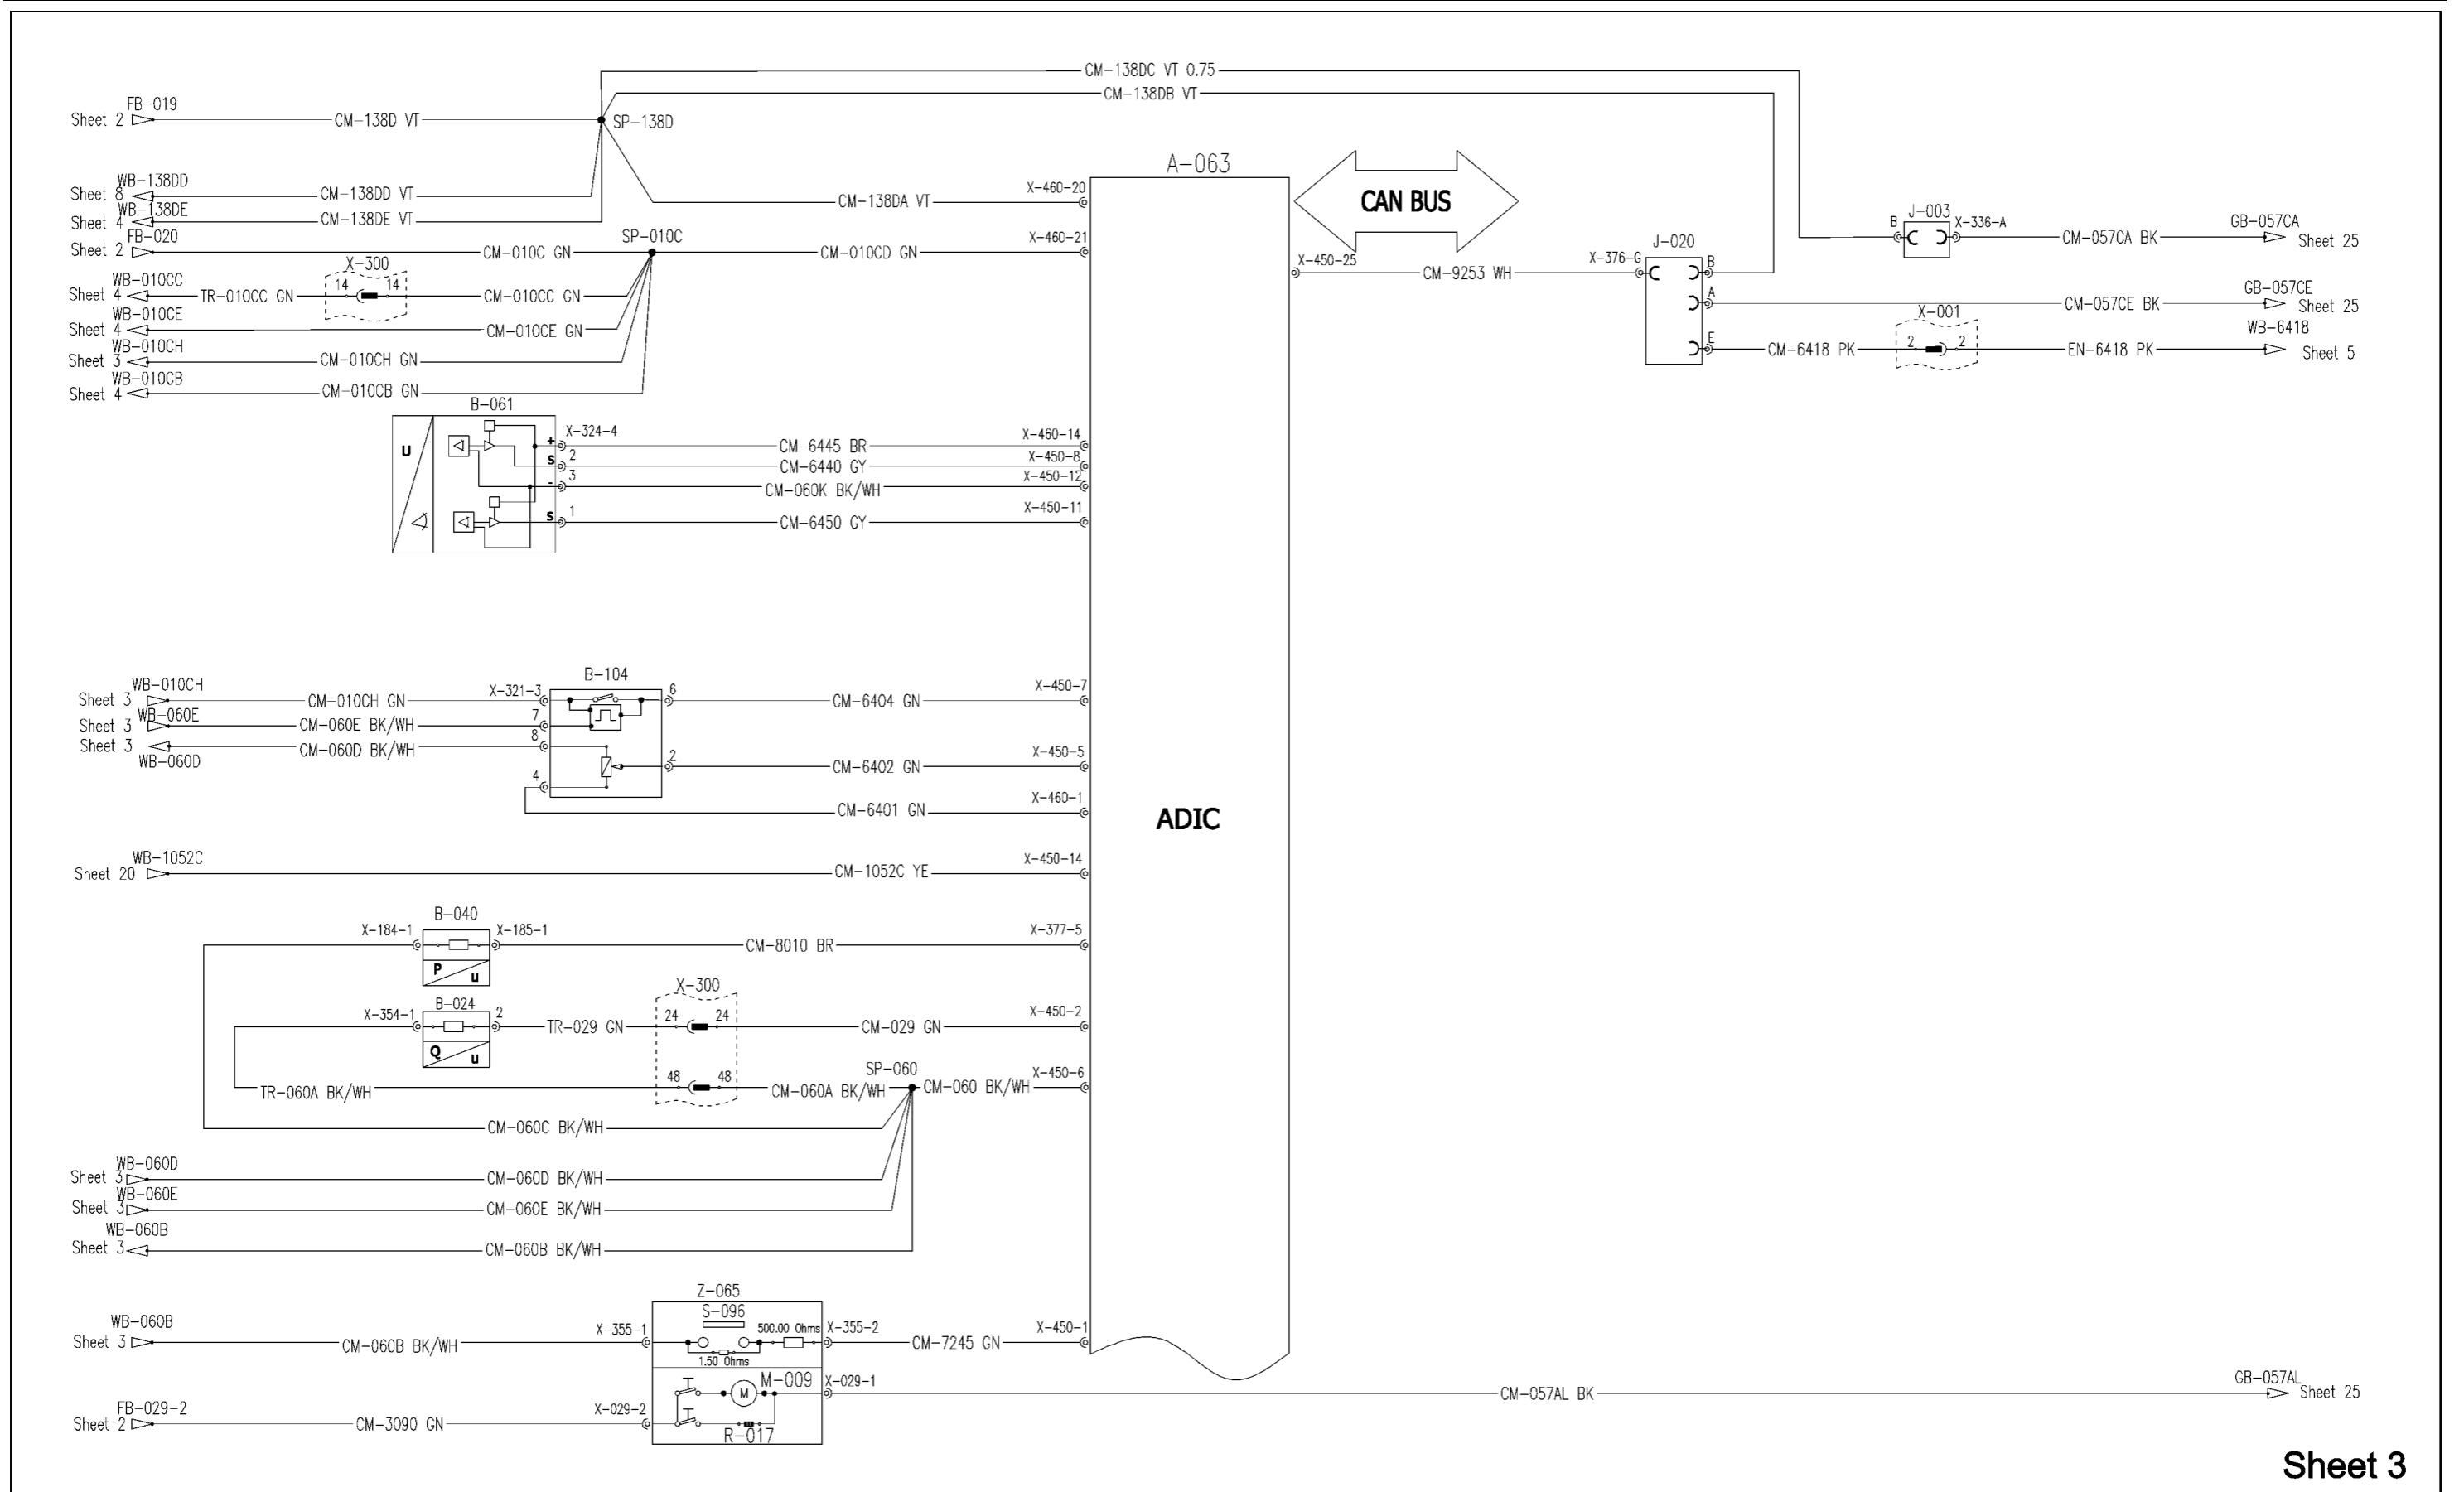 CM-138DC VT 0.75
CM-138DB VT
FB-019
Sheet 2
CM-138D VT
SP-138D
A-063
CAN BUS
WB-138DD
Sheet 8
CM-138DD VT
X-460-20
CM-138DA VT
WB-138DE
Sheet 4
CM-138DE VT
J-003
B
X-336-A
GB-057CA
CM-057CA BK
Sheet 25
FB-020
Sheet 2
CM-010C GN
SP-010C
CM-010CD GN
X-460-21
J-020
X-450-25
CM-9253 WH
X-376-G
B
X-300
WB-010CC
Sheet 4
TR-010CC GN
14
14
CM-010CC GN
A
GB-057CE
CM-057CE BK
Sheet 25
WB-010CE
Sheet 4
CM-010CE GN
X-001
WB-6418
E
CM-6418 PK
2
2
EN-6418 PK
Sheet 5
WB-010CH
Sheet 3
CM-010CH GN
WB-010CB
Sheet 4
CM-010CB GN
B-061
U
+
X-324-4
CM-6445 BR
X-460-14
S
2
CM-6440 GY
X-450-8
-
3
CM-060K BK/WH
X-450-12
S
1
CM-6450 GY
X-450-11
B-104
WB-010CH
Sheet 3
CM-010CH GN
X-321-3
6
CM-6404 GN
X-450-7
WB-060E
Sheet 3
CM-060E BK/WH
7
Sheet 3
CM-060D BK/WH
8
WB-060D
2
CM-6402 GN
X-450-5
4
CM-6401 GN
X-460-1
ADIC
WB-1052C
Sheet 20
CM-1052C YE
X-450-14
B-040
X-184-1
X-185-1
CM-8010 BR
X-377-5
P
u
X-300
B-024
X-354-1
2
TR-029 GN
24
24
CM-029 GN
X-450-2
Q
u
SP-060
TR-060A BK/WH
48
48
CM-060A BK/WH
CM-060 BK/WH
X-450-6
CM-060C BK/WH
WB-060D
Sheet 3
CM-060D BK/WH
WB-060E
Sheet 3
CM-060E BK/WH
WB-060B
Sheet 3
CM-060B BK/WH
Z-065
S-096
WB-060B
Sheet 3
CM-060B BK/WH
X-355-1
500.00 Ohms
X-355-2
CM-7245 GN
X-450-1
1.50 Ohms
M-009
M
X-029-1
CM-057AL BK
GB-057AL
Sheet 25
FB-029-2
Sheet 2
CM-3090 GN
X-029-2
R-017
Sheet 3